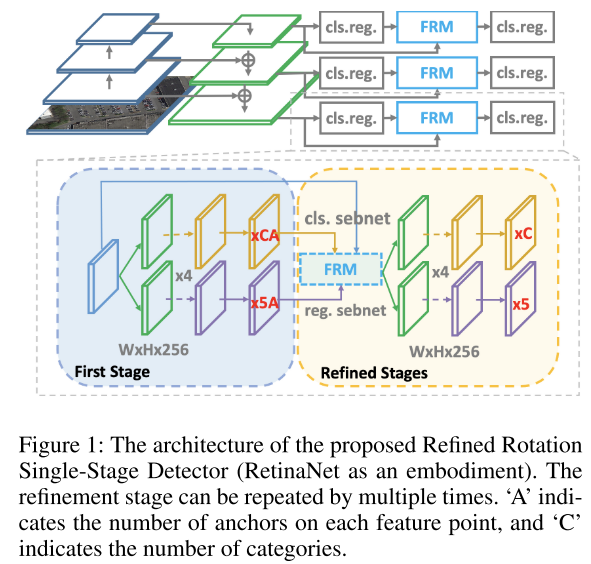 cls.reg. FRM cls.reg.
cls.reg. FRM cls.reg.
cls.reg. FRM cls.reg.
cls. sebnet
xCA xC
x4 FRM x4
x5A x5
reg. sebnet
WxHx256 WxHx256
First Stage Refined Stages
Figure 1: The architecture of the proposed Refined Rotation
Single-Stage Detector (RetinaNet as an embodiment). The
refinement stage can be repeated by multiple times. ‘A’ indi-
cates the number of anchors on each feature point, and ‘C’
indicates the number of categories.